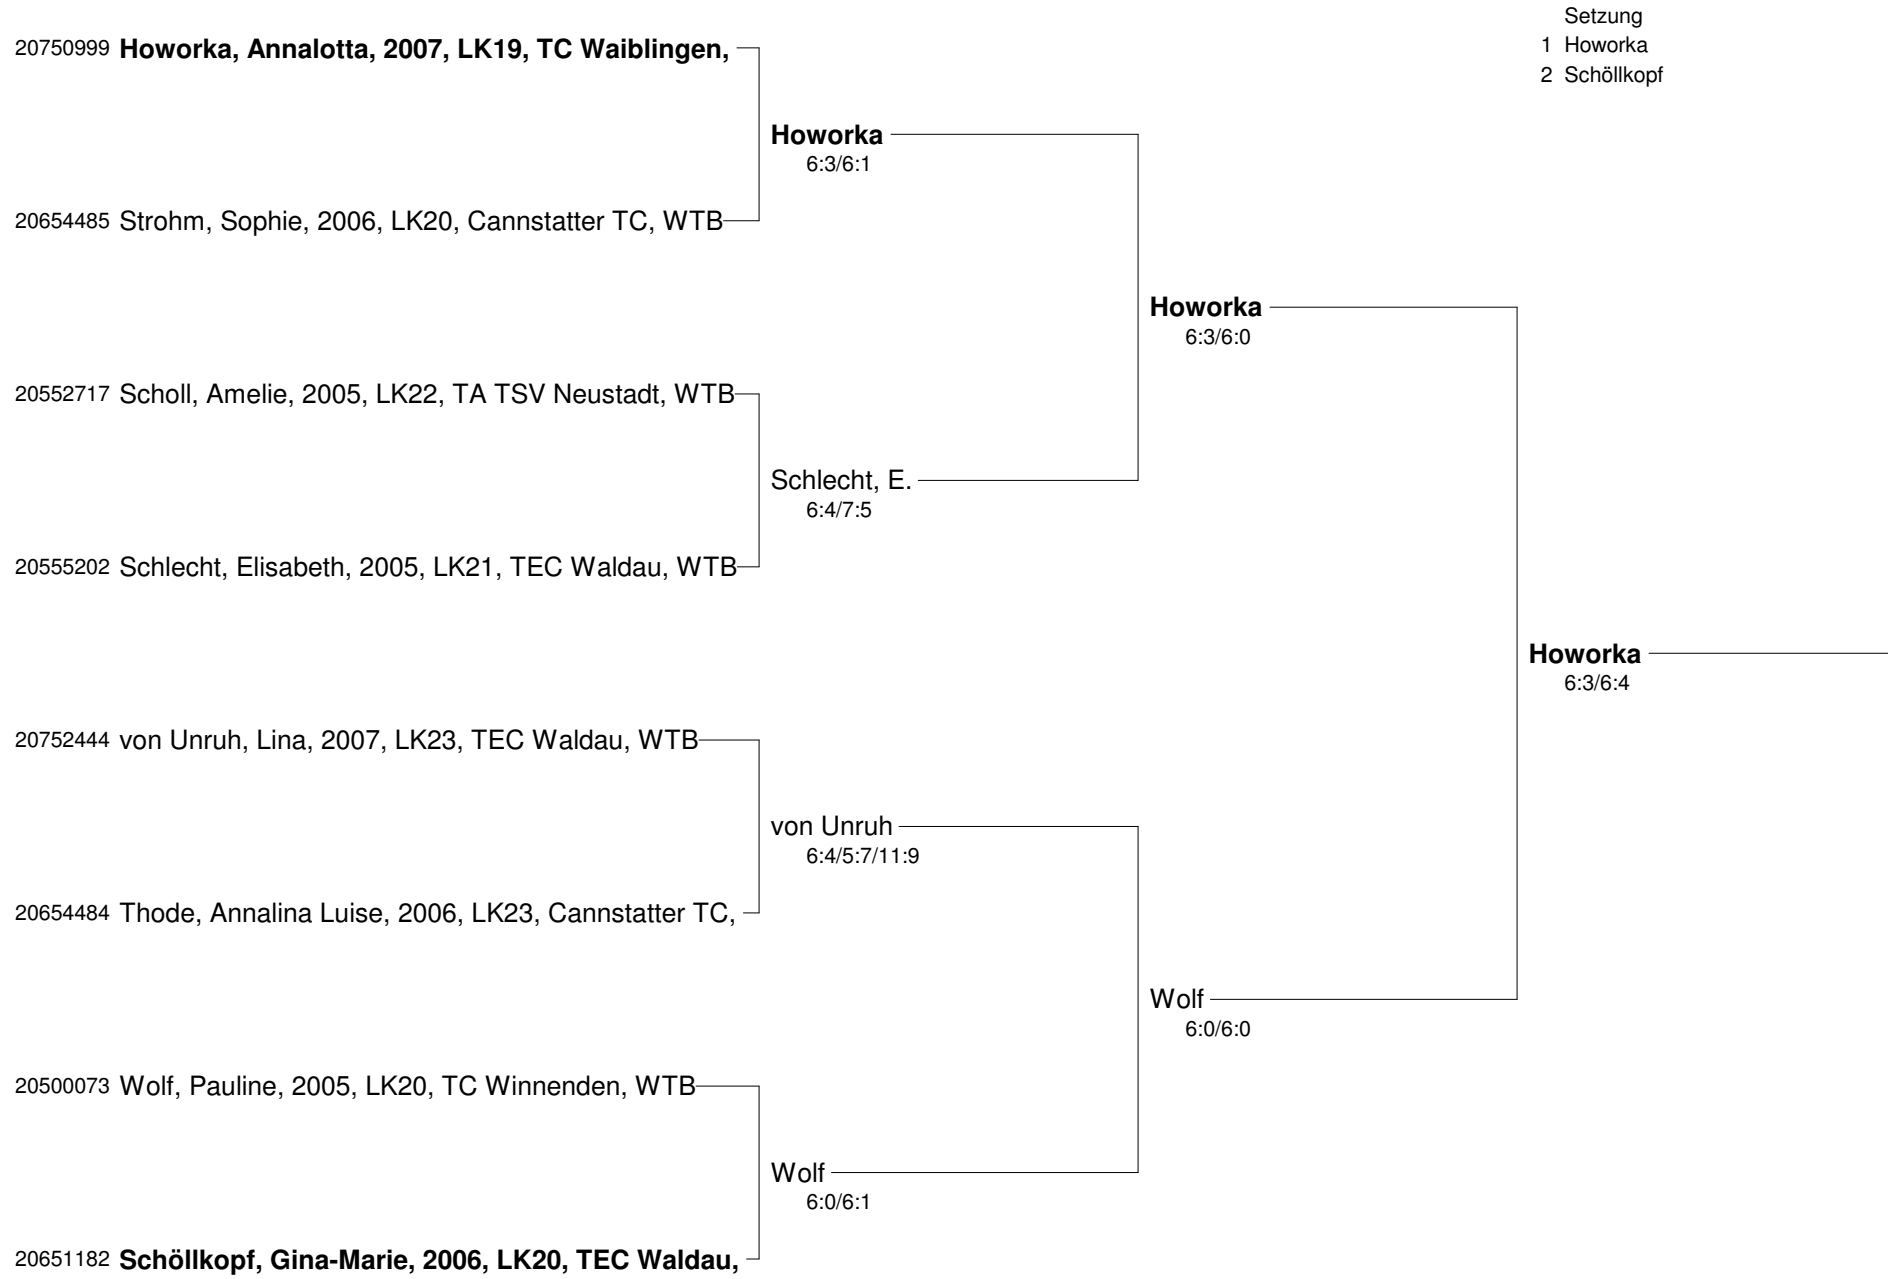 Setzung
1 Howorka
2 Schöllkopf
20750999 Howorka, Annalotta, 2007, LK19, TC Waiblingen,
Howorka
6:3/6:1
20654485 Strohm, Sophie, 2006, LK20, Cannstatter TC, WTB
Howorka
6:3/6:0
20552717 Scholl, Amelie, 2005, LK22, TA TSV Neustadt, WTB
Schlecht, E.
6:4/7:5
20555202 Schlecht, Elisabeth, 2005, LK21, TEC Waldau, WTB
Howorka
6:3/6:4
20752444 von Unruh, Lina, 2007, LK23, TEC Waldau, WTB
von Unruh
6:4/5:7/11:9
20654484 Thode, Annalina Luise, 2006, LK23, Cannstatter TC,
Wolf
6:0/6:0
20500073 Wolf, Pauline, 2005, LK20, TC Winnenden, WTB
Wolf
6:0/6:1
20651182 Schöllkopf, Gina-Marie, 2006, LK20, TEC Waldau,